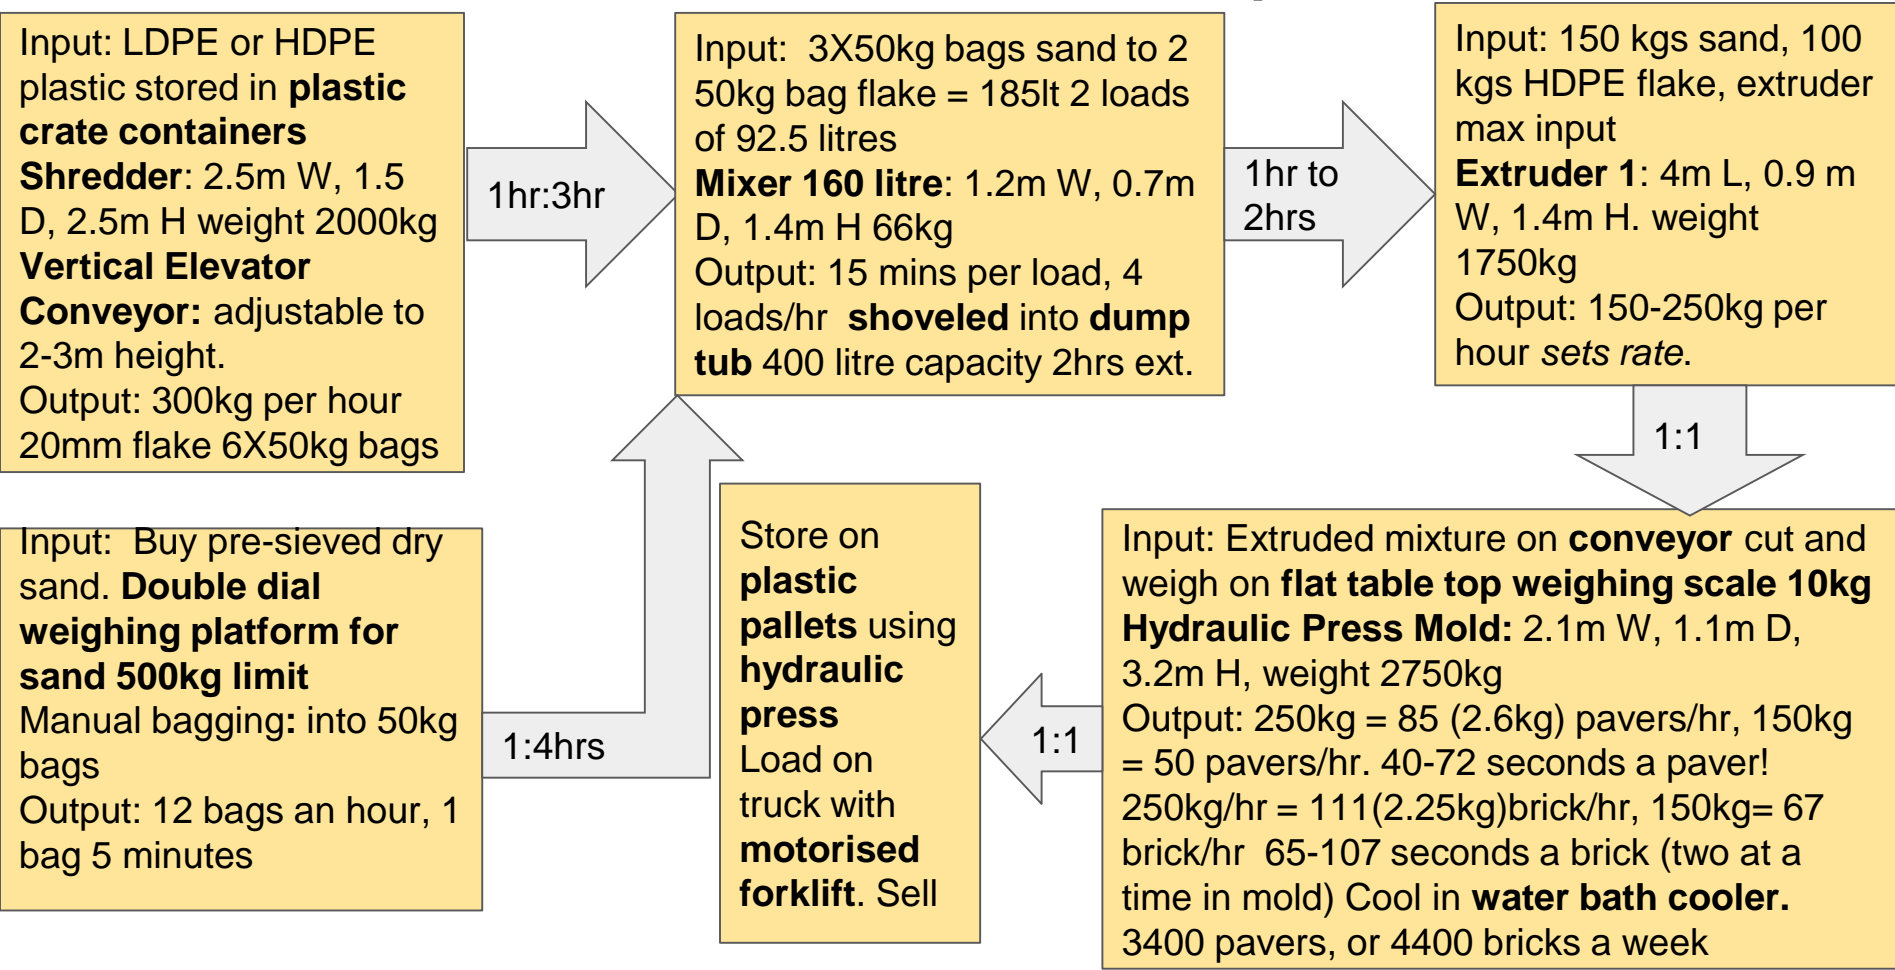 Input: LDPE or HDPE
plastic stored in plastic
crate containers
Shredder: 2.5m W, 1.5
D, 2.5m H weight 2000kg
Vertical Elevator
Conveyor: adjustable to
2-3m height.
Output: 300kg per hour
20mm flake 6X50kg bags
1hr:3hr
Input:  3X50kg bags sand to 2
50kg bag flake = 185lt 2 loads
of 92.5 litres
Mixer 160 litre: 1.2m W, 0.7m
D, 1.4m H 66kg
Output: 15 mins per load, 4
loads/hr  shoveled into dump
tub 400 litre capacity 2hrs ext.
1hr to
2hrs
Input: 150 kgs sand, 100
kgs HDPE flake, extruder
max input
Extruder 1: 4m L, 0.9 m
W, 1.4m H. weight
1750kg
Output: 150-250kg per
hour sets rate.
1:1
Input:  Buy pre-sieved dry
sand. Double dial
weighing platform for
sand 500kg limit
Manual bagging: into 50kg
bags
Output: 12 bags an hour, 1
bag 5 minutes
1:4hrs
Store on
plastic
pallets using
hydraulic
press
Load on
truck with
motorised
forklift. Sell
1:1
Input: Extruded mixture on conveyor cut and
weigh on flat table top weighing scale 10kg
Hydraulic Press Mold: 2.1m W, 1.1m D,
3.2m H, weight 2750kg
Output: 250kg = 85 (2.6kg) pavers/hr, 150kg
= 50 pavers/hr. 40-72 seconds a paver!
250kg/hr = 111(2.25kg)brick/hr, 150kg= 67
brick/hr  65-107 seconds a brick (two at a
time in mold) Cool in water bath cooler.
3400 pavers, or 4400 bricks a week